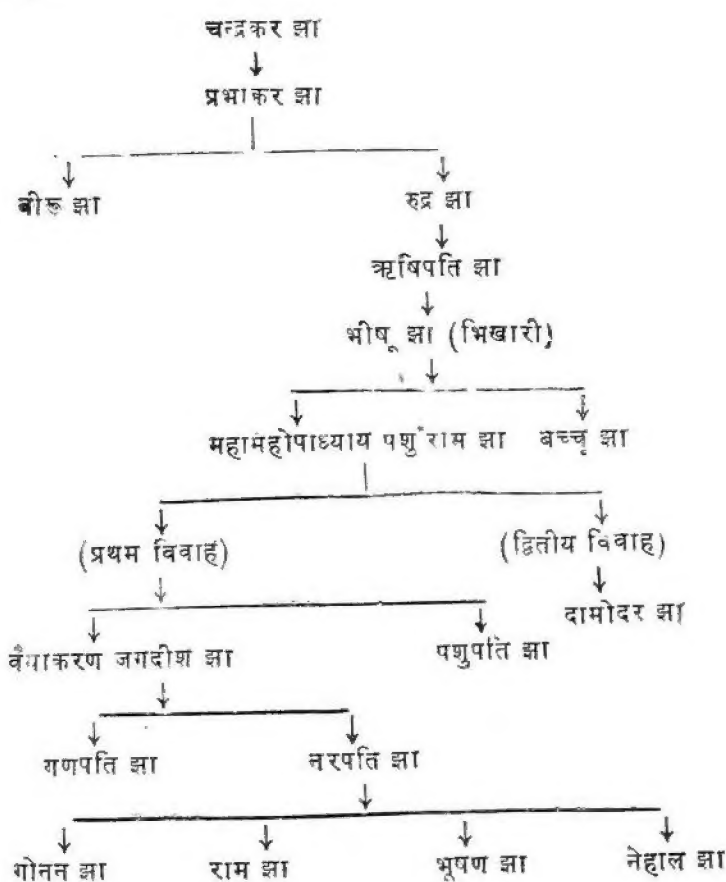 चन्द्रकर झा
प्रभाकर झा
बीरू झा रुद्र झा
ऋषिपति झा
भीषू झा (भिखारी)
महामहोपाध्याय पर्शुराम झा बच्चू झा
(प्रथम विवाह) (द्वितीय विवाह)
दामोदर झा
वैयाकरण जगदीश झा पशुपति झा
गणपति झा नरपति झा
गोनन झा राम झा भूषण झा नेहाल झा